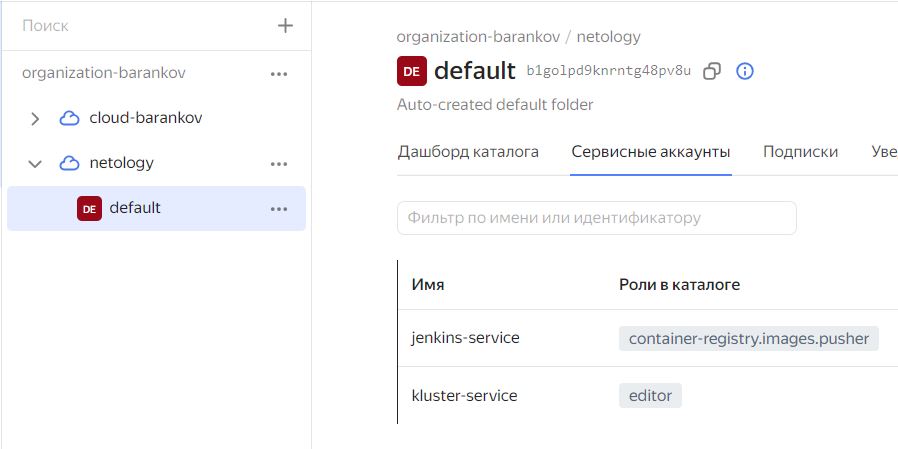 Поиск
organization-barankov
cloud-barankov
netology
DE default
organization-barankov / netology
DE default b1golpd9knrntg48pv8u
Auto-created default folder
Дашборд каталога Сервисные аккаунты Подписки Уве
Фильтр по имени или идентификатору
Имя Роли в каталоге
jenkins-service container-registry.images.pusher
kluster-service editor